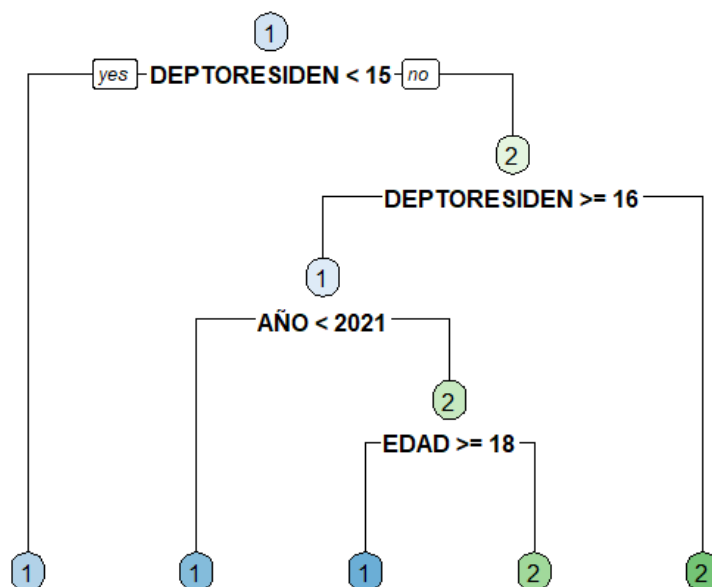 1
yes DEPTORESIDEN < 15 no
2
DEPTORESIDEN >= 16
1
AÑO < 2021
2
EDAD >= 18
1 1 1 2 2